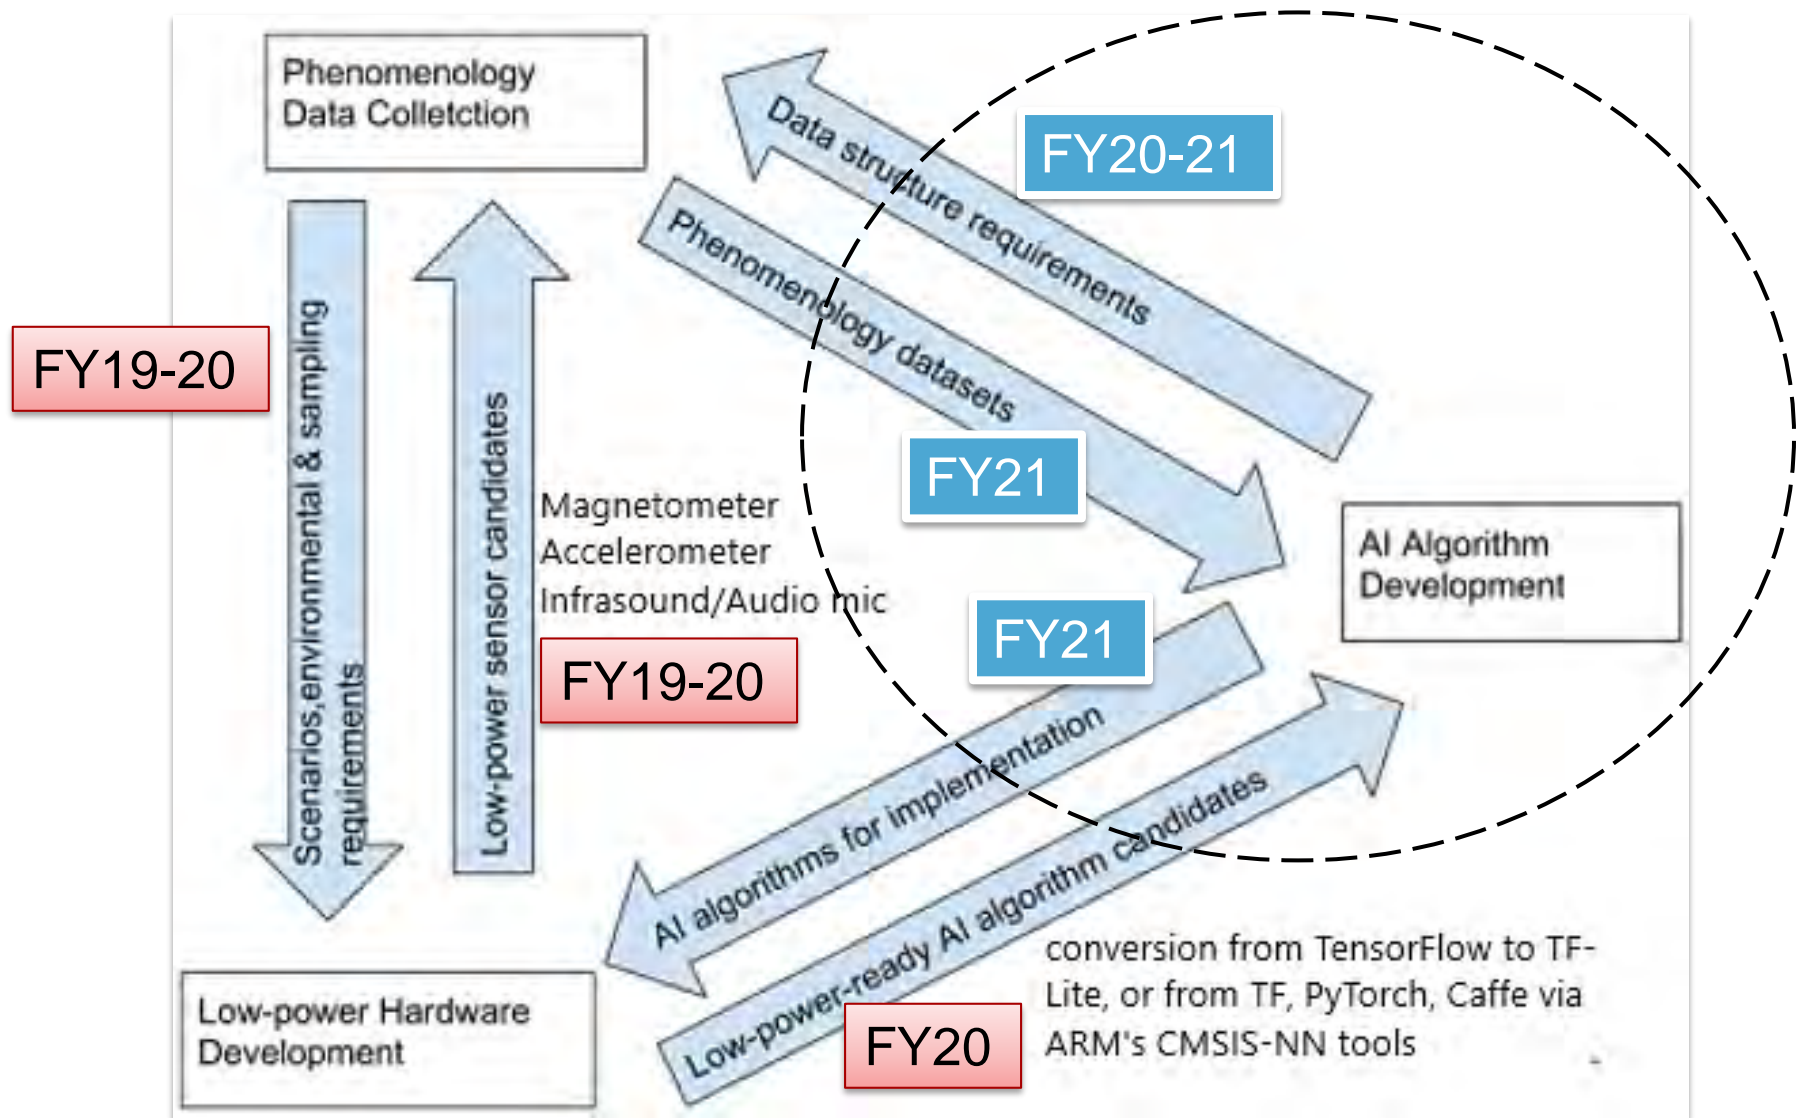 Phenomenology
Data Colletction
Data structure requirements
FY20-21
Phenomenology datasets
FY19-20
Scenarios,environmental & sampling
requirements
Low-power sensor candidates
Magnetometer
Accelerometer
Infrasound/Audio mic
FY19-20
FY21
AI Algorithm
Development
FY21
AI algorithms for implementation
Low-power-ready AI algorithm candidates
conversion from TensorFlow to TF-
Lite, or from TF, PyTorch, Caffe via
ARM's CMSIS-NN tools
FY20
Low-power Hardware
Development